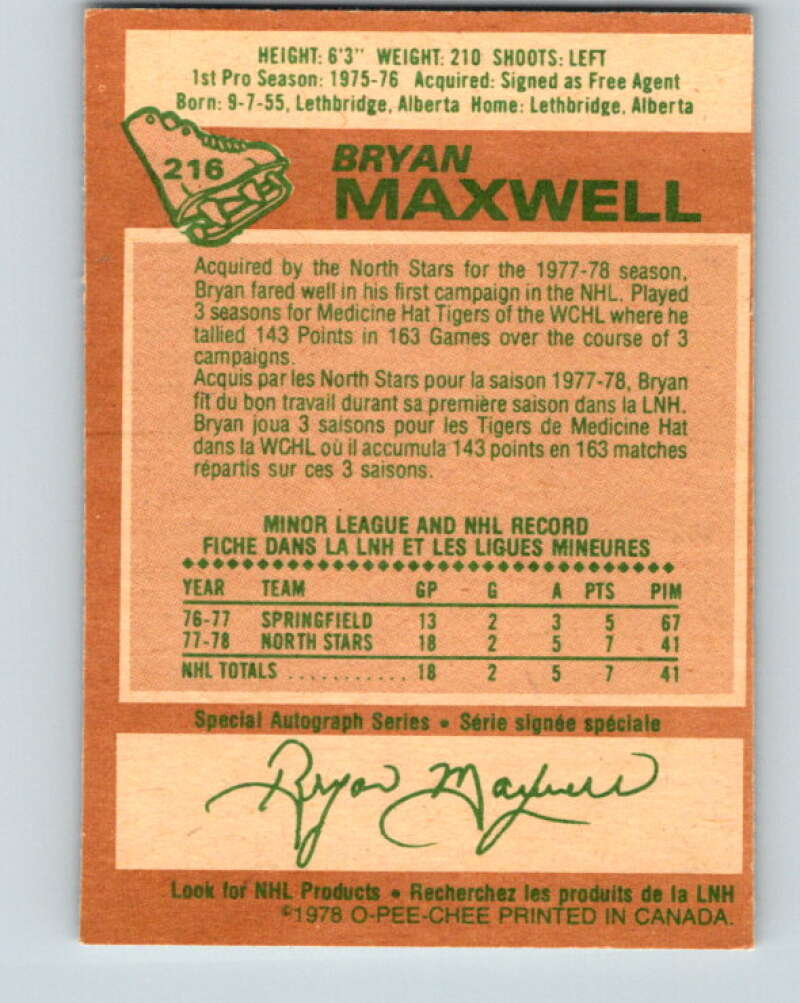 HEIGHT: 6'3" WEIGHT: 210 SHOOTS: LEFT
1st Pro Season: 1975-76 Acquired: Signed as Free Agent
Born: 9-7-55, Lethbridge, Alberta Home: Lethbridge, Alberta
216
BRYAN
MAXWELL
Acquired by the North Stars for the 1977-78 season,
Bryan fared well in his first campaign in the NHL. Played
3 seasons for Medicine Hat Tigers of the WCHL where he
tallied 143 Points in 163 Games over the course of 3
campaigns.
Acquis par les North Stars pour la saison 1977-78, Bryan
fit du bon travail durant sa première saison dans la LNH.
Bryan joua 3 saisons pour les Tigers de Medicine Hat
dans la WCHL où il accumula 143 points en 163 matches
répartis sur ces 3 saisons.
MINOR LEAGUE AND NHL RECORD
FICHE DANS LA LNH ET LES LIGUES MINEURES
YEAR TEAM GP G A PTS PIM
76-77 SPRINGFIELD 13 2 3 5 67
77-78 NORTH STARS 18 2 5 7 41
NHL TOTALS ............ 18 2 5 7 41
Special Autograph Series • Série signée spéciale
Bryan Maxwell
Look for NHL Products • Recherchez les produits de la LNH
©1978 O-PEE-CHEE PRINTED IN CANADA.